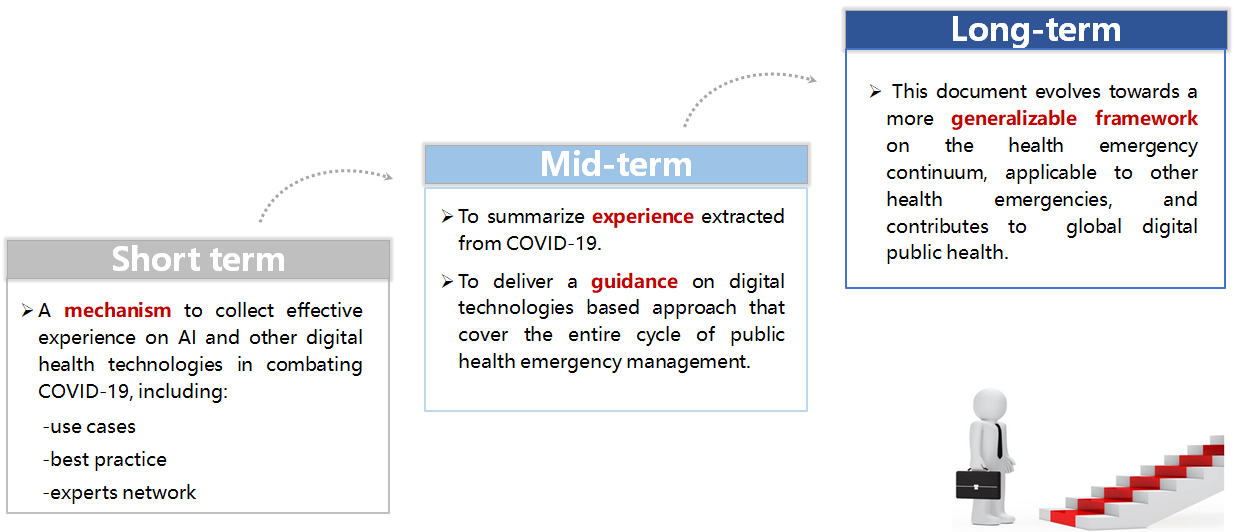 Short term
➢ A mechanism to collect effective
experience on AI and other digital
health technologies in combating
COVID-19, including:
-use cases
-best practice
-experts network
Mid-term
➢ To summarize experience extracted
from COVID-19.
➢ To deliver a guidance on digital
technologies based approach that
cover the entire cycle of public
health emergency management.
Long-term
➢ This document evolves towards a
more generalizable framework
on the health emergency
continuum, applicable to other
health emergencies, and
contributes to global digital
public health.